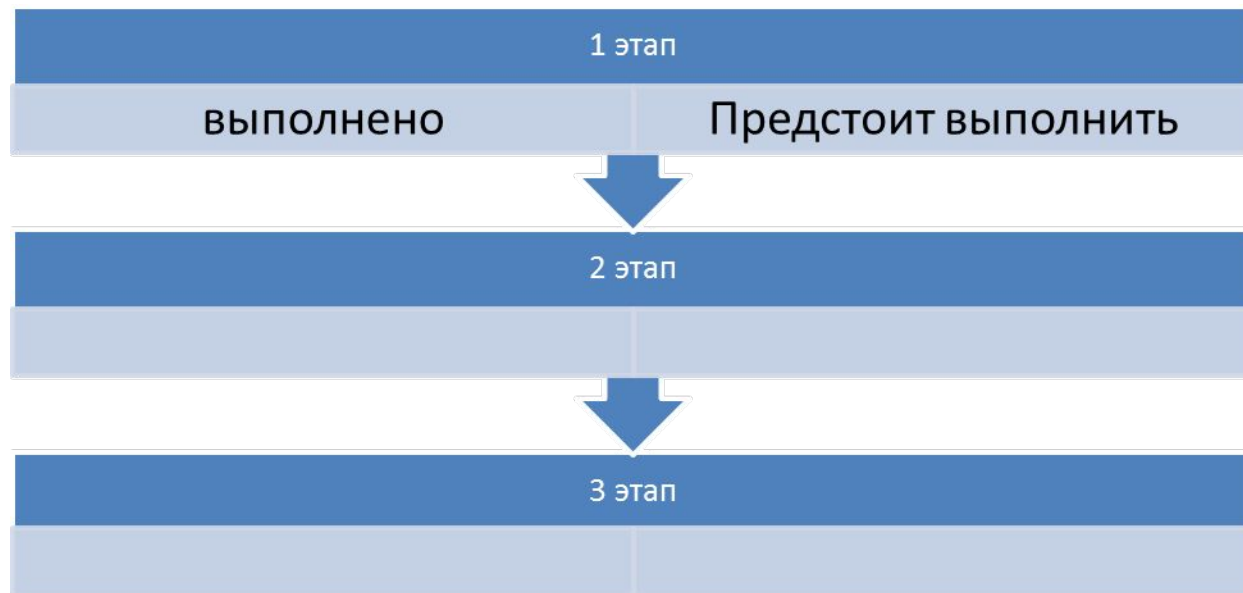 1 этап
выполнено
Предстоит выполнить
2 этап
3 этап